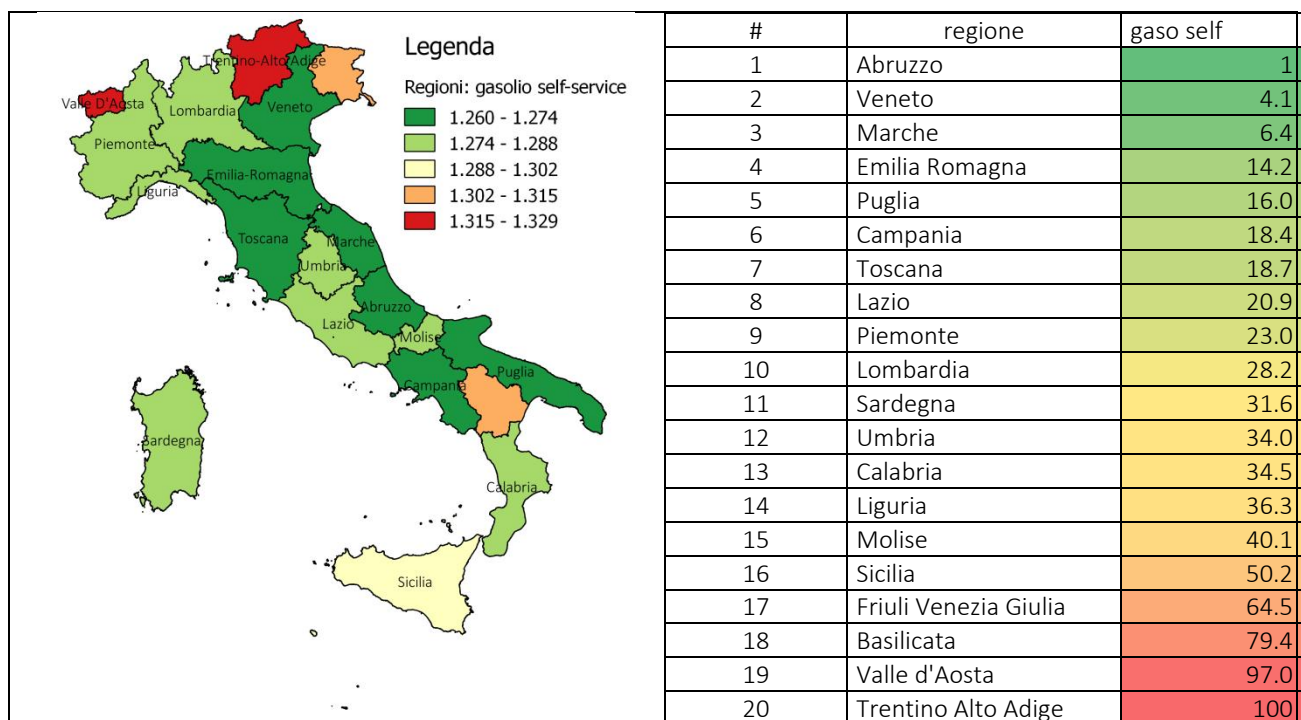 Legenda
Regioni: gasolio self-service
1.260 - 1.274
1.274 - 1.288
1.288 - 1.302
1.302 - 1.315
1.315 - 1.329
Trentino-Alto Adige
Valle D'Aosta
Lombardia
Veneto
Piemonte
Emilia-Romagna
Liguria
Toscana
Marche
Umbria
Abruzzo
Lazio
Molise
Puglia
Campania
Sardegna
Calabria
Sicilia
# regione gaso self
1 Abruzzo 1
2 Veneto 4.1
3 Marche 6.4
4 Emilia Romagna 14.2
5 Puglia 16.0
6 Campania 18.4
7 Toscana 18.7
8 Lazio 20.9
9 Piemonte 23.0
10 Lombardia 28.2
11 Sardegna 31.6
12 Umbria 34.0
13 Calabria 34.5
14 Liguria 36.3
15 Molise 40.1
16 Sicilia 50.2
17 Friuli Venezia Giulia 64.5
18 Basilicata 79.4
19 Valle d'Aosta 97.0
20 Trentino Alto Adige 100